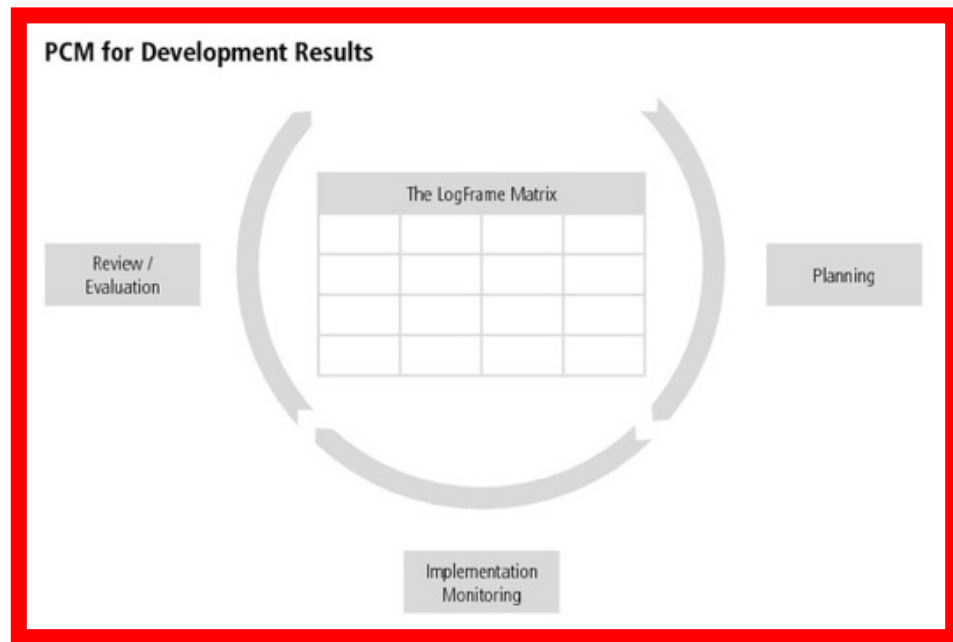 PCM for Development Results
The LogFrame Matrix
Review /
Evaluation
Planning
Implementation
Monitoring